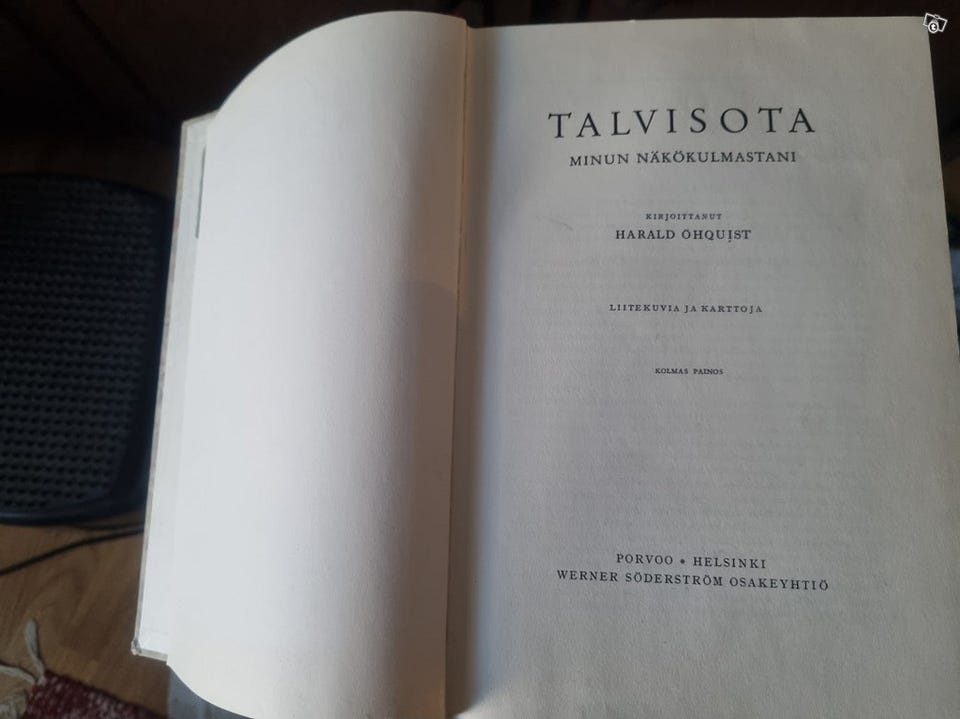 TALVISOTA
MINUN NÄKÖKULMASTANI
KIRJOITTANUT
HARALD ÖHQUIST
LIITEKUVIA JA KARTTOJA
KOLMAS PAINOS
PORVOO • HELSINKI
WERNER SÖDERSTRÖM OSAKEYHTIÖ